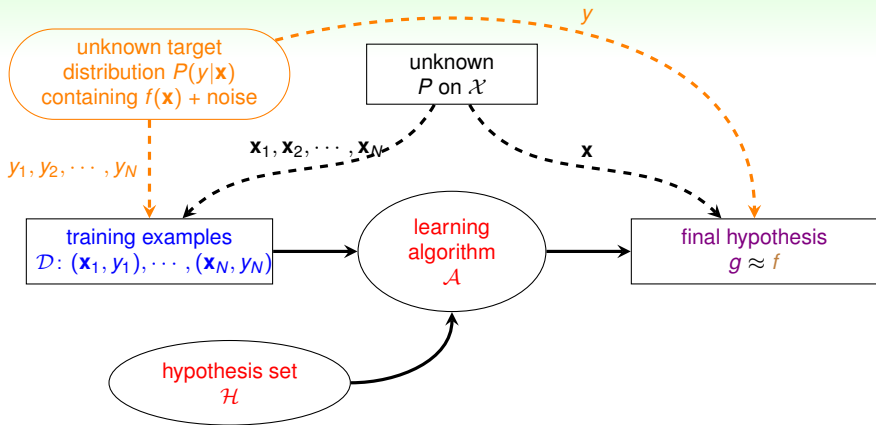 y
unknown target
distribution P(y|x)
containing f(x) + noise
unknown
P on 𝒳
y₁, y₂, ⋯ , y_N
x₁, x₂, ⋯ , x_N
x
training examples
𝒟: (x₁, y₁), ⋯ , (x_N, y_N)
learning
algorithm
𝒜
final hypothesis
g ≈ f
hypothesis set
ℋ